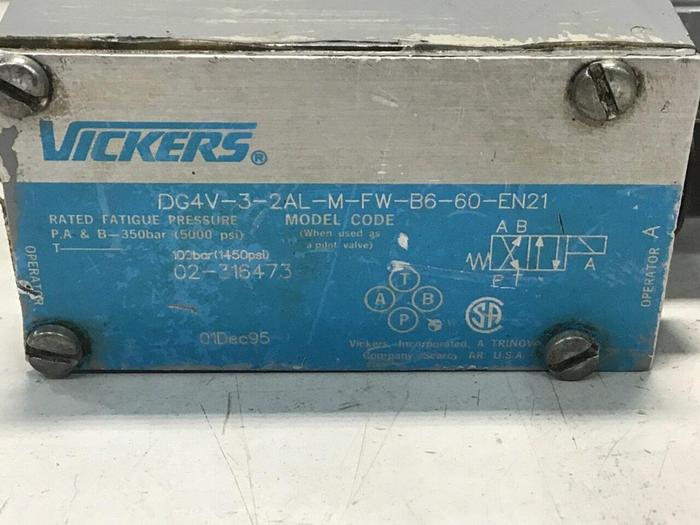 VICKERS®
DG4V-3-2AL-M-FW-B6-60-EN21
RATED FATIGUE PRESSURE MODEL CODE
P,A & B-350bar (5000 psi) (When used as
T a pilot valve)
100bar(1450psi)
02-316473
A B
P T
A
T
A B
P
SA
01Dec95
Vickers, Incorporated, A TRINOVA
Company Searcy, AR U.S.A.
OPERATOR
OPERATOR A